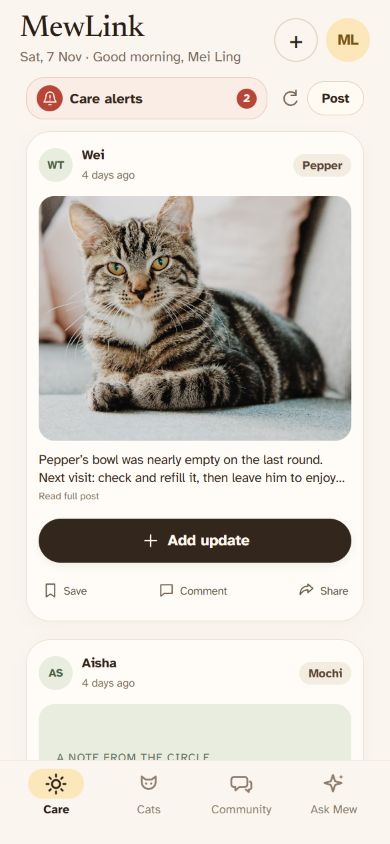 MewLink
Sat, 7 Nov · Good morning, Mei Ling
+
ML
Care alerts
2
Post
WT
Wei
4 days ago
Pepper
Pepper's bowl was nearly empty on the last round.
Next visit: check and refill it, then leave him to enjoy...
Read full post
+ Add update
Save
Comment
Share
AS
Aisha
4 days ago
Mochi
A NOTE FROM THE CIRCLE
Care
Cats
Community
Ask Mew